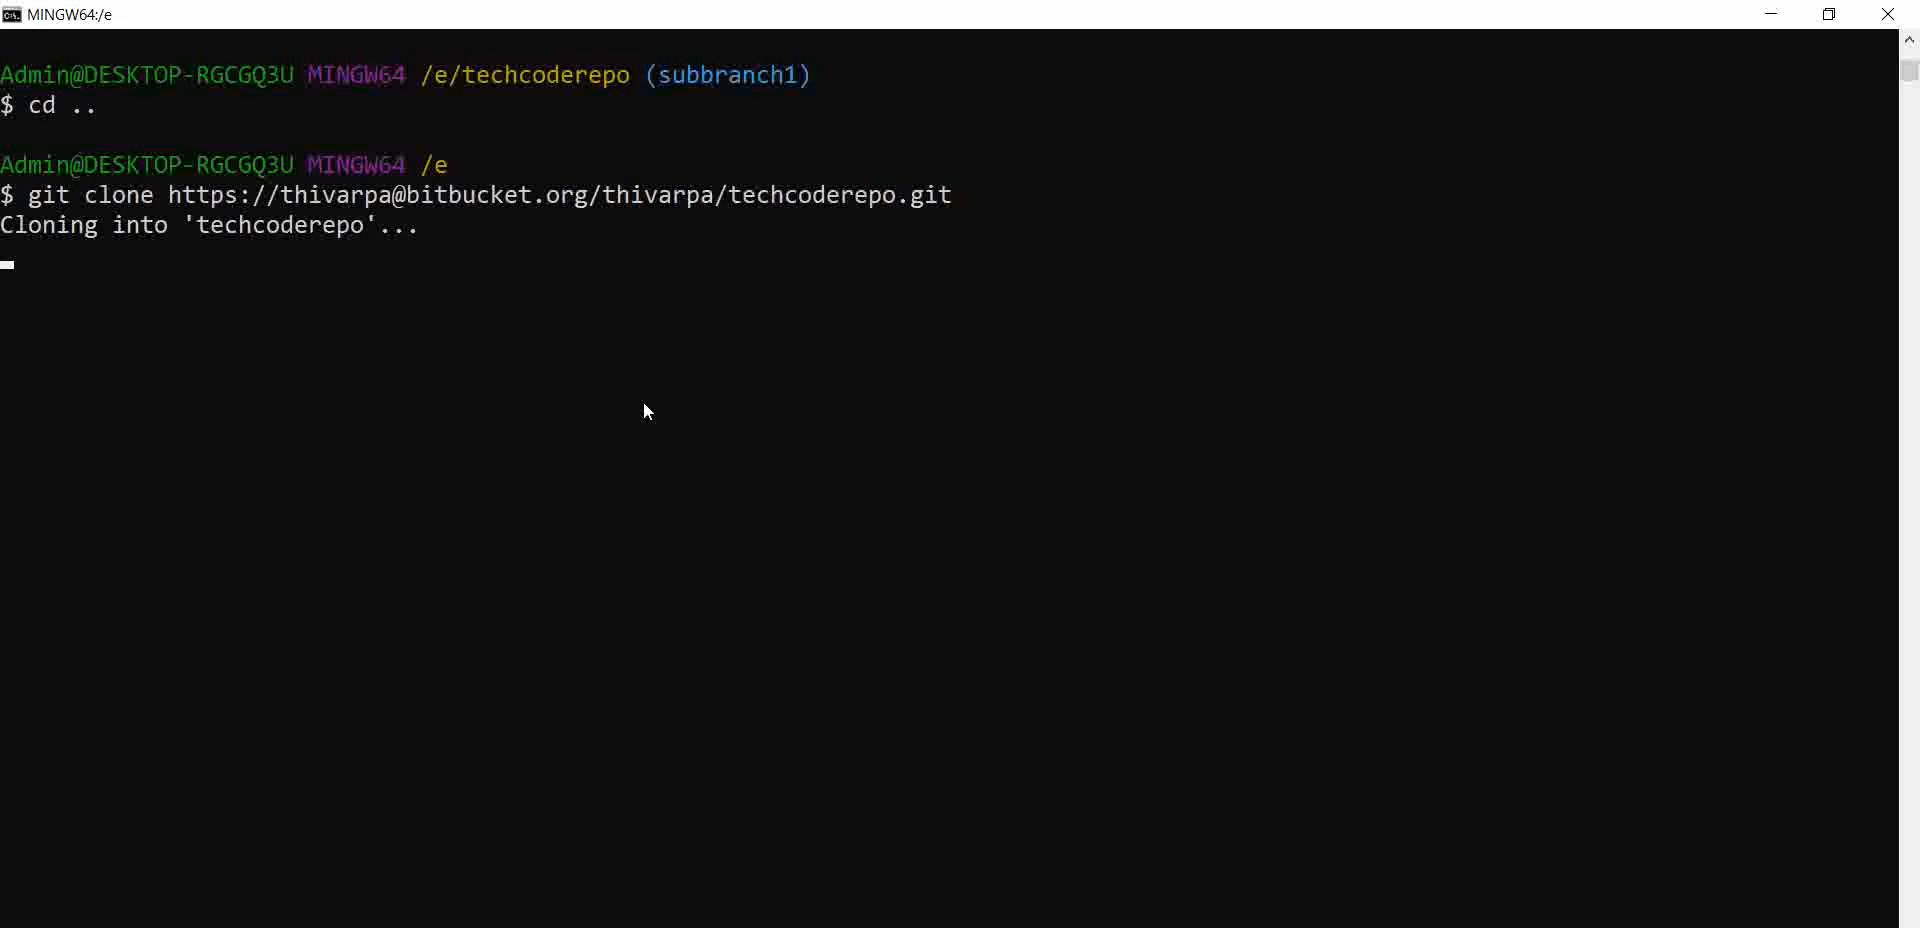 MINGW64:/e
Admin@DESKTOP-RGCGQ3U MINGW64 /e/techcoderepo (subbranch1)
$ cd ..
Admin@DESKTOP-RGCGQ3U MINGW64 /e
$ git clone https://thivarpa@bitbucket.org/thivarpa/techcoderepo.git
Cloning into 'techcoderepo'...